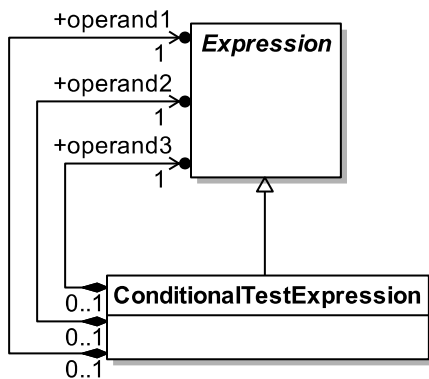 +operand1
1
Expression
+operand2
1
+operand3
1
ConditionalTestExpression
0..1
0..1
0..1